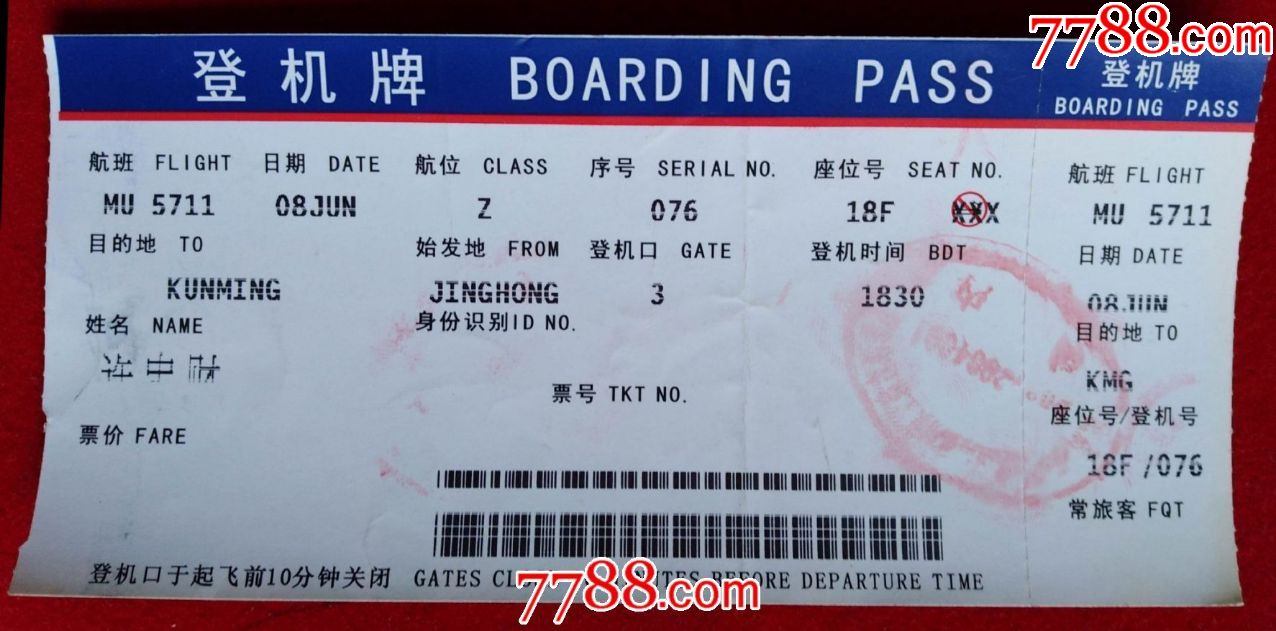 7788.com
登机牌 BOARDING PASS
登机牌
BOARDING PASS
航班 FLIGHT 日期 DATE 航位 CLASS 序号 SERIAL NO. 座位号 SEAT NO.
MU 5711 08JUN Z 076 18F XXX
目的地 TO 始发地 FROM 登机口 GATE 登机时间 BDT
KUNMING JINGHONG 3 1830
姓名 NAME 身份识别ID NO.
票号 TKT NO.
票价 FARE
登机口于起飞前10分钟关闭 GATES BEFORE DEPARTURE TIME
航班 FLIGHT
MU 5711
日期 DATE
08JUN
目的地 TO
KMG
座位号/登机号
18F/076
常旅客 FQT
7788.com